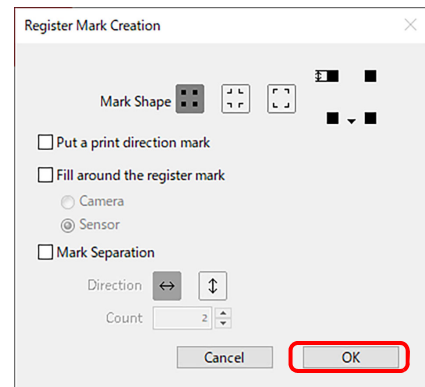 Register Mark Creation
Mark Shape
Put a print direction mark
Fill around the register mark
Camera
Sensor
Mark Separation
Direction
Count 2
Cancel OK